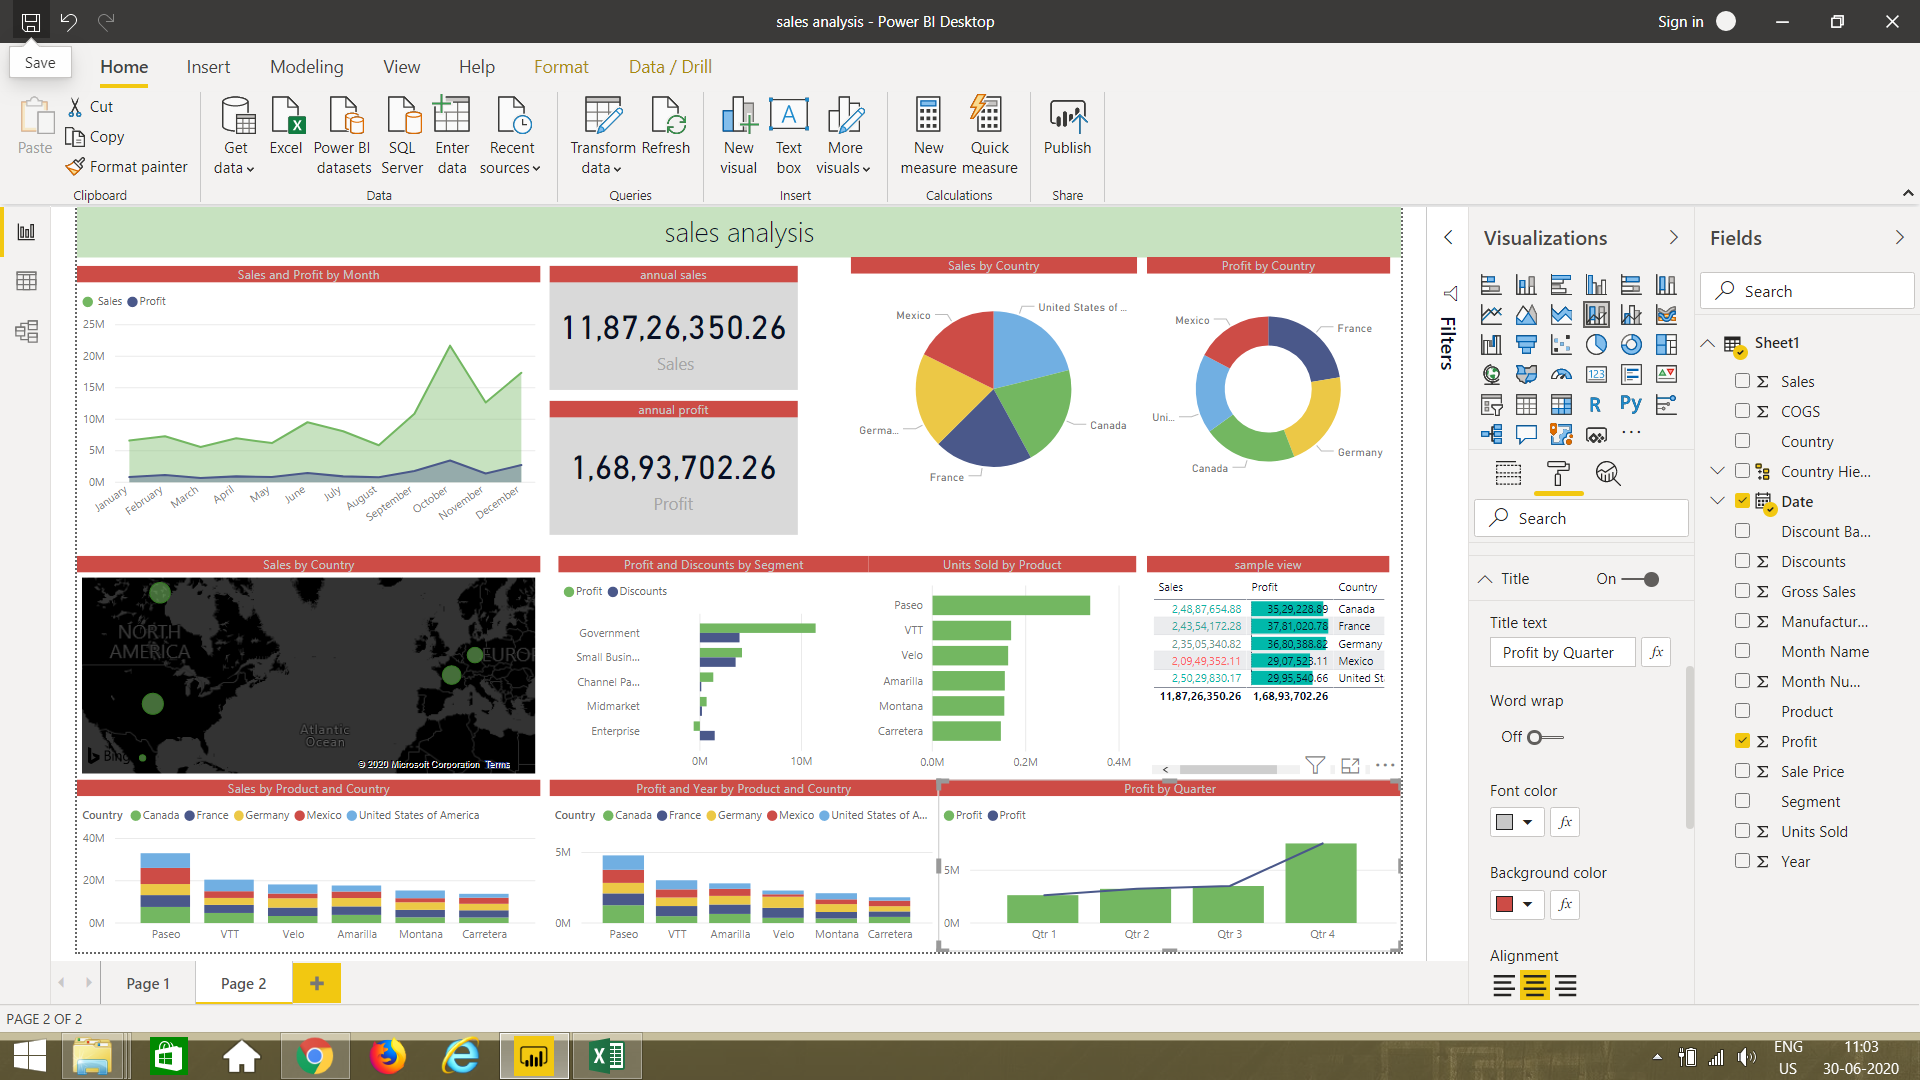 sales analysis - Power BI Desktop
Sign in
Save
Home Insert Modeling View Help Format Data / Drill
Paste
Cut
Copy
Format painter
Get data
Excel
Power BI datasets
SQL Server
Enter data
Recent sources
Transform data
Refresh
New visual
Text box
More visuals
New measure
Quick measure
Publish
Clipboard Data Queries Insert Calculations Share
sales analysis
Sales and Profit by Month
Sales Profit
25M
20M
15M
10M
5M
0M
January February March April May June July August September October November December
annual sales
11,87,26,350.26
Sales
annual profit
1,68,93,702.26
Profit
Sales by Country
Mexico
United States of ...
Germa...
Canada
France
Profit by Country
Mexico
France
Uni...
Germany
Canada
Sales by Country
NORTH AMERICA
EUROP
Atlantic Ocean
Bing
© 2020 Microsoft Corporation Terms
Profit and Discounts by Segment
Profit Discounts
Government
Small Busin...
Channel Pa...
Midmarket
Enterprise
0M 10M
Units Sold by Product
Paseo
VTT
Velo
Amarilla
Montana
Carretera
0.0M 0.2M 0.4M
sample view
Sales Profit Country
2,48,87,654.88 35,29,228.89 Canada
2,43,54,172.28 37,81,020.78 France
2,35,05,340.82 36,80,388.82 Germany
2,09,49,352.11 29,07,523.11 Mexico
2,50,29,830.17 29,95,540.66 United St
11,87,26,350.26 1,68,93,702.26
Sales by Product and Country
Country Canada France Germany Mexico United States of America
40M
20M
0M
Paseo VTT Velo Amarilla Montana Carretera
Profit and Year by Product and Country
Country Canada France Germany Mexico United States of A...
5M
0M
Paseo VTT Amarilla Velo Montana Carretera
Profit by Quarter
Profit Profit
5M
0M
Qtr 1 Qtr 2 Qtr 3 Qtr 4
Filters
Visualizations
123
R Py
Search
Title On
Title text
Profit by Quarter
fx
Word wrap
Off
Font color
fx
Background color
fx
Alignment
Fields
Search
Sheet1
Sales
COGS
Country
Country Hie...
Date
Discount Ba...
Discounts
Gross Sales
Manufactur...
Month Name
Month Nu...
Product
Profit
Sale Price
Segment
Units Sold
Year
Page 1 Page 2 +
PAGE 2 OF 2
ENG
US
11:03
30-06-2020